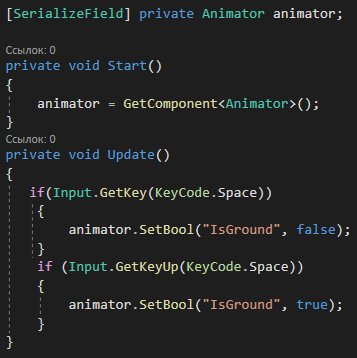 [SerializeField] private Animator animator;
Ссылок: 0
private void Start()
{
animator = GetComponent<Animator>();
}
Ссылок: 0
private void Update()
{
if(Input.GetKey(KeyCode.Space))
{
animator.SetBool("IsGround", false);
}
if (Input.GetKeyUp(KeyCode.Space))
{
animator.SetBool("IsGround", true);
}
}